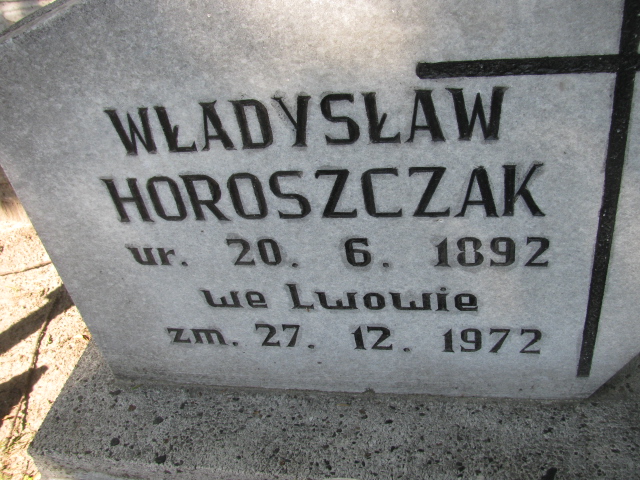 WŁADYSŁAW
HOROSZCZAK
ur. 20. 6. 1892
we Lwowie
zm. 27. 12. 1972